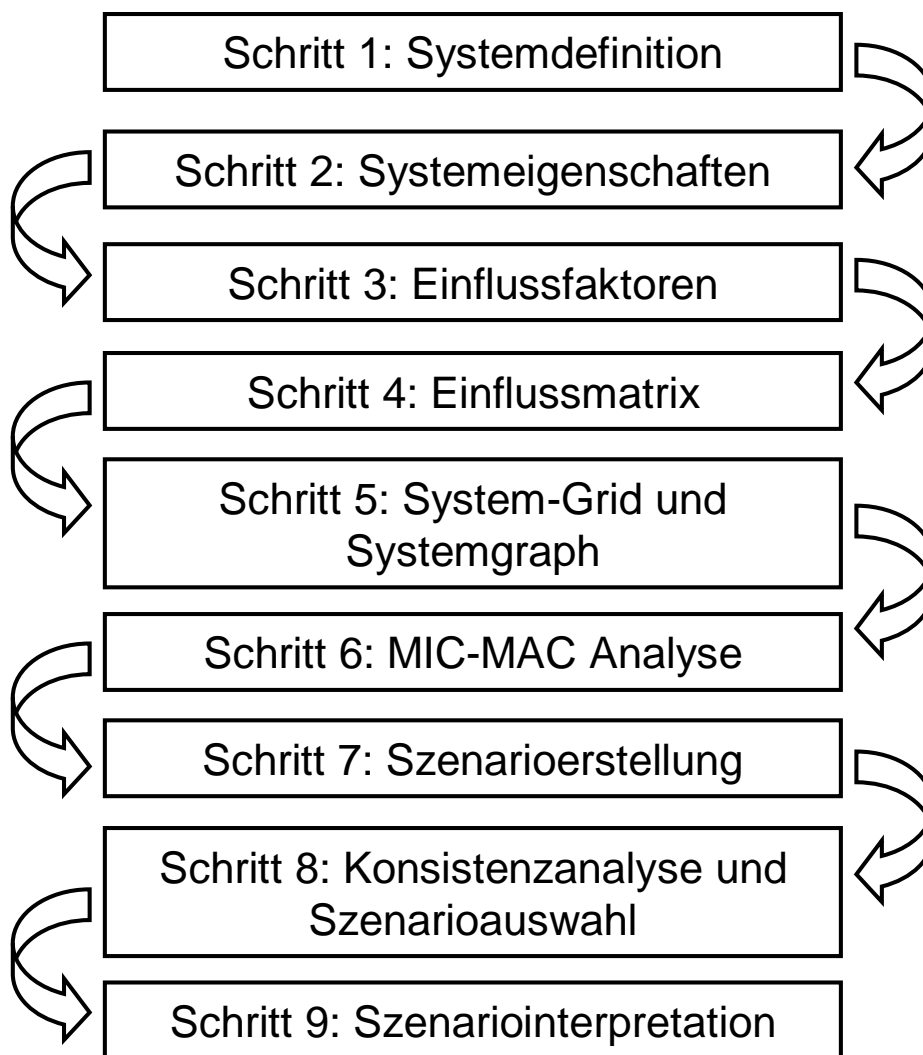 Schritt 1: Systemdefinition
Schritt 2: Systemeigenschaften
Schritt 3: Einflussfaktoren
Schritt 4: Einflussmatrix
Schritt 5: System-Grid und
Systemgraph
Schritt 6: MIC-MAC Analyse
Schritt 7: Szenarioerstellung
Schritt 8: Konsistenzanalyse und
Szenarioauswahl
Schritt 9: Szenariointerpretation